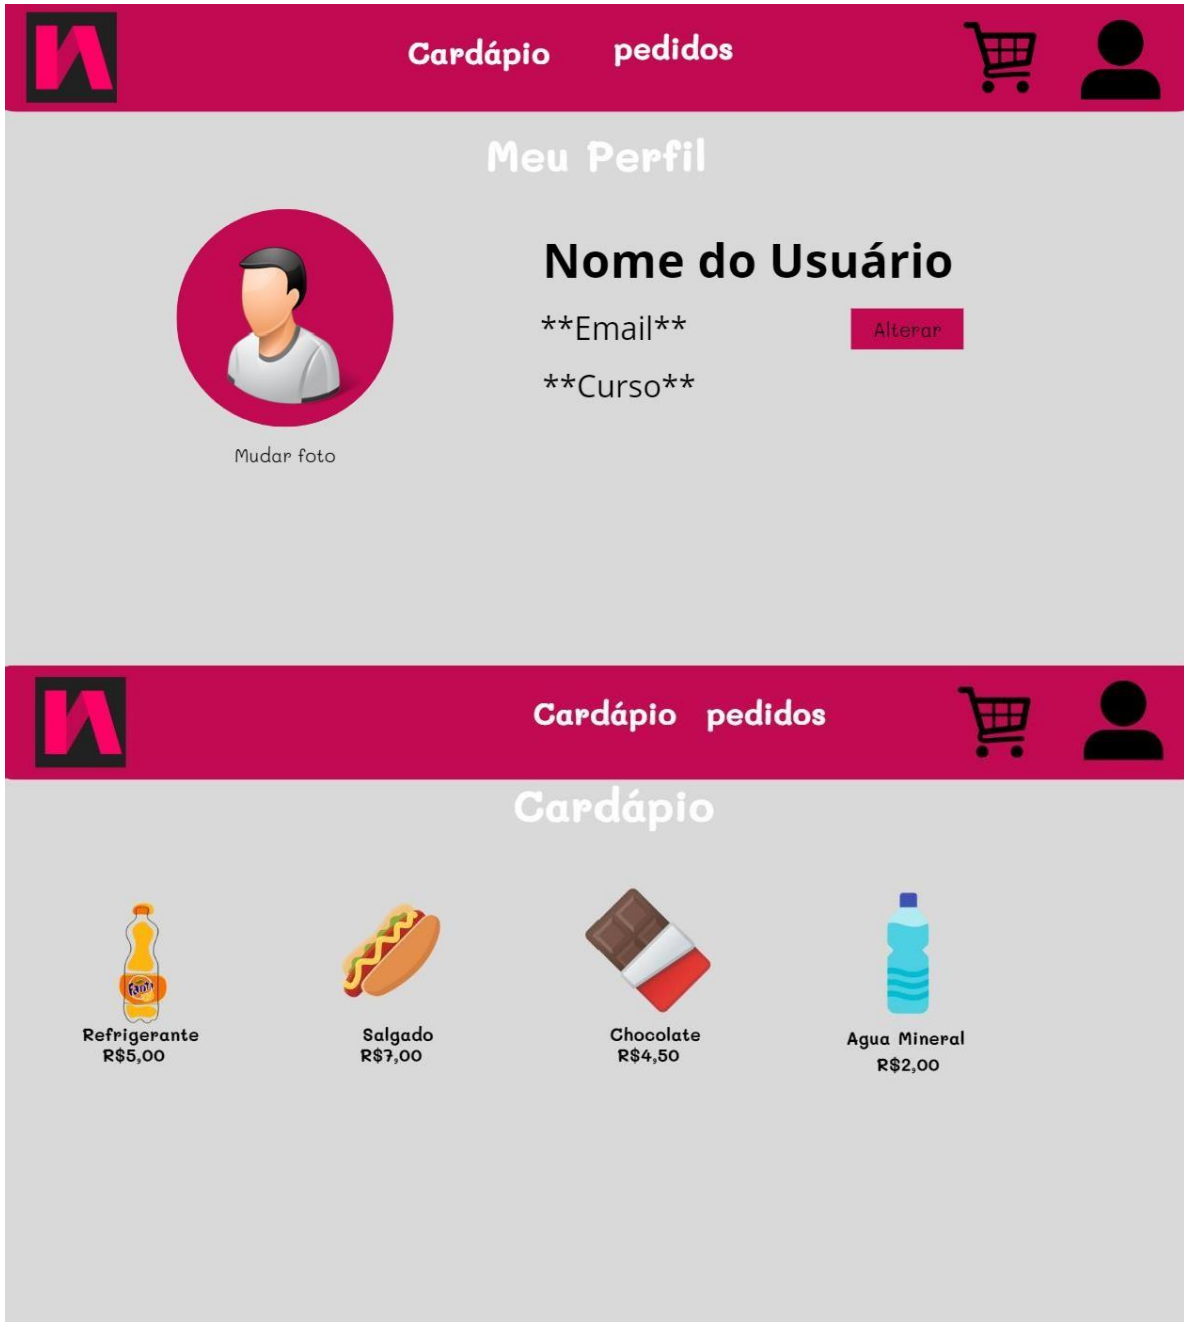 Cardápio pedidos
Meu Perfil
Nome do Usuário
**Email**
Alterar
**Curso**
Mudar foto
Cardápio pedidos
Cardápio
Fanta
Refrigerante
R$5,00
Salgado
R$7,00
Chocolate
R$4,50
Agua Mineral
R$2,00